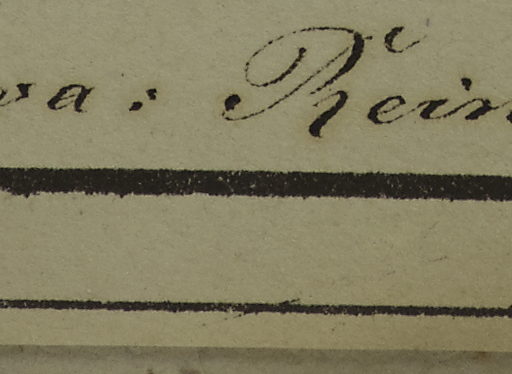 va: Rein